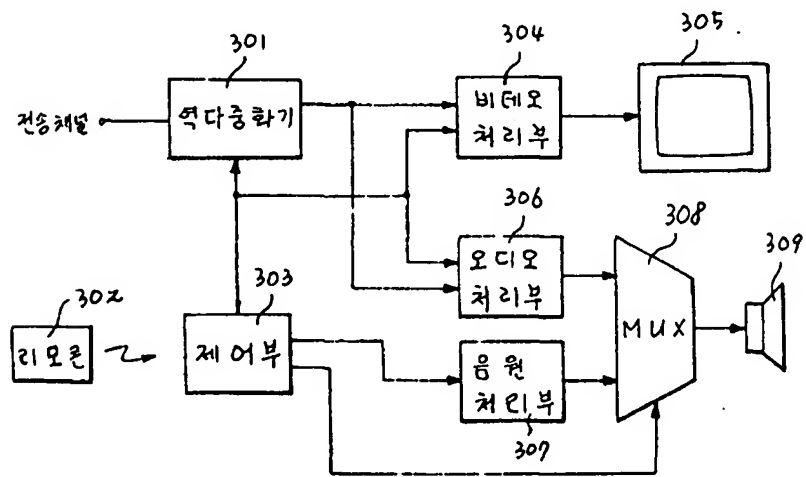 301
304
305
전송채널
역다중화기
비데오
처리부
306
308
309
오디오
처리부
302
303
리모콘
제어부
MUX
음원
처리부
307